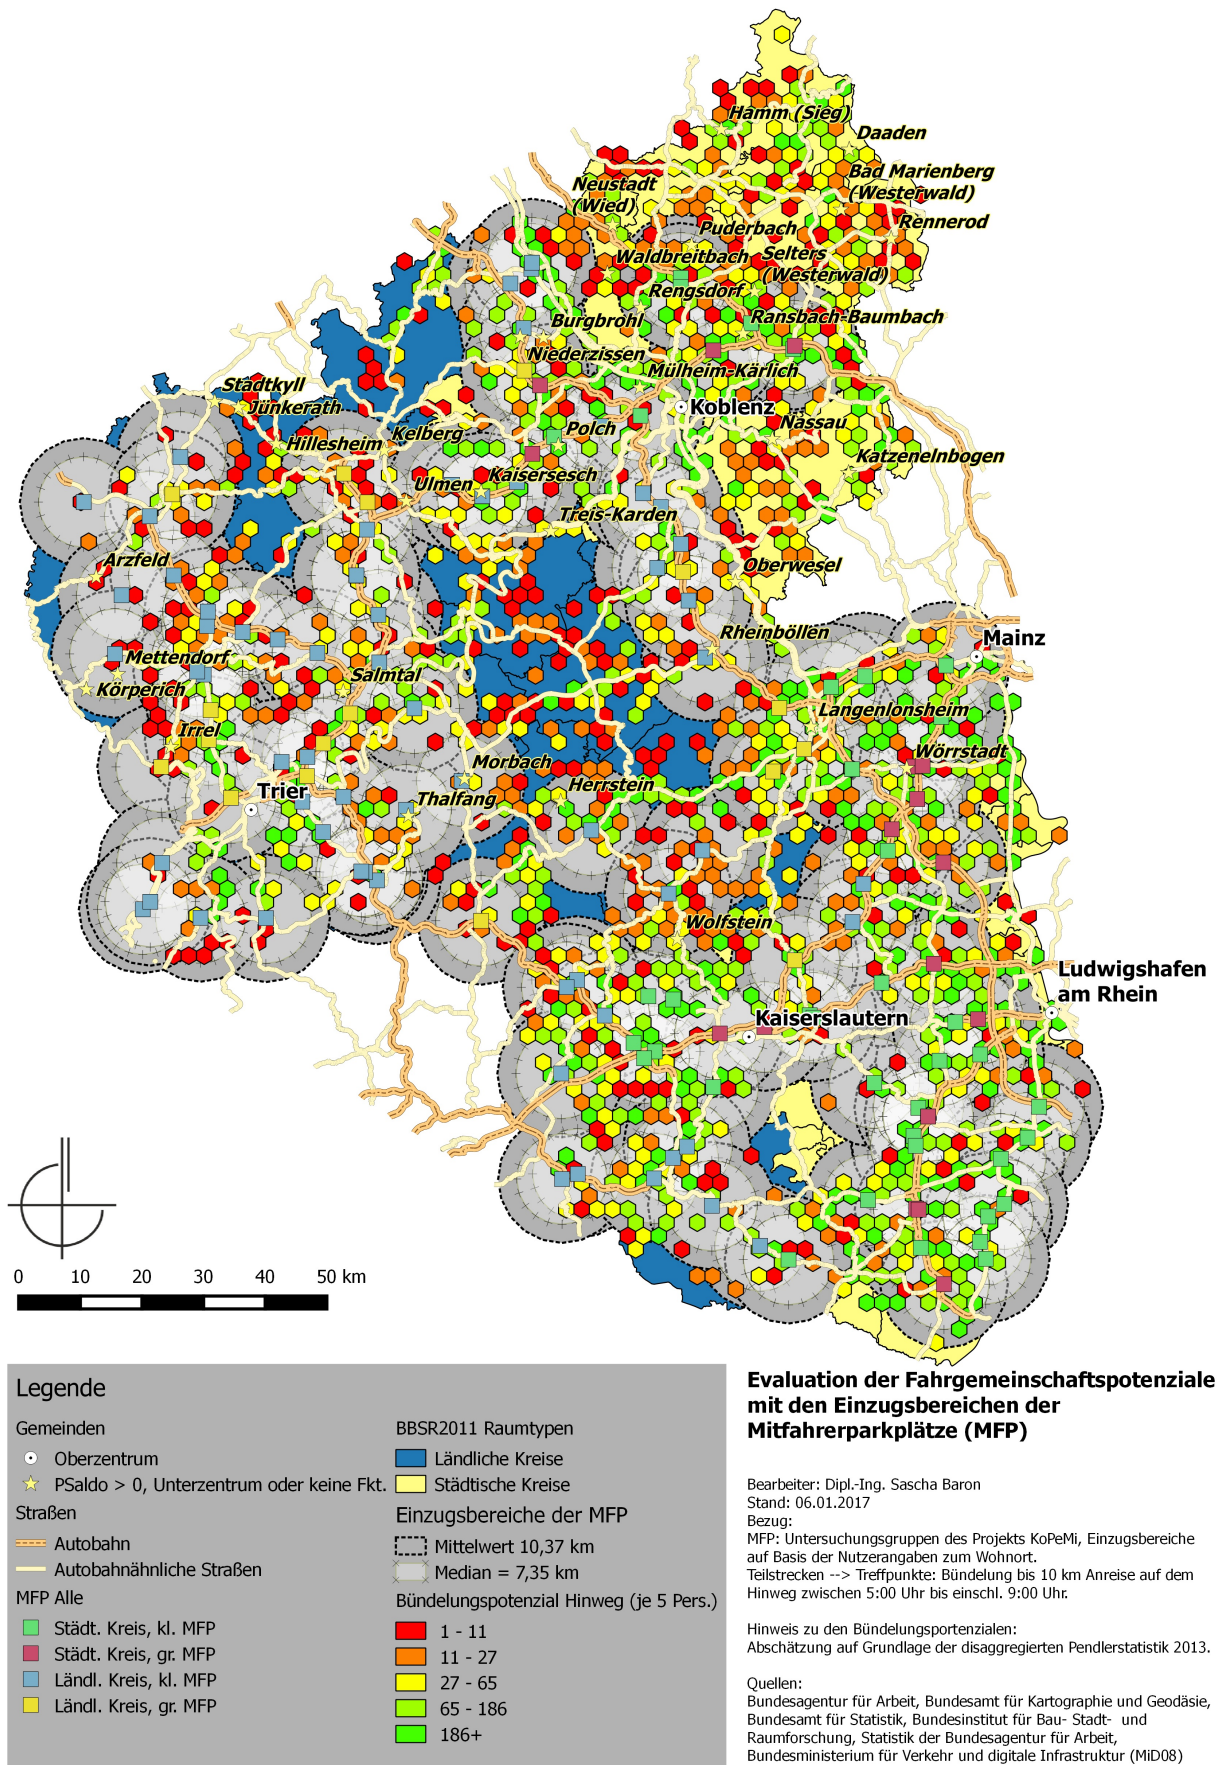 Hamm (Sieg)
Daaden
Bad Marienberg
(Westerwald)
Neustadt
(Wied)
Rennerod
Puderbach
Waldbreitbach
Selters
(Westerwald)
Rengsdorf
Ransbach-Baumbach
Burgbrohl
Niederzissen
Mülheim-Kärlich
Stadtkyll
Jünkerath
Koblenz
Hillesheim
Kelberg
Polch
Nassau
Katzenelnbogen
Ulmen
Kaisersesch
Treis-Karden
Arzfeld
Oberwesel
Rheinböllen
Mainz
Mettendorf
Körperich
Salmtal
Langenlonsheim
Irrel
Wörrstadt
Morbach
Trier
Thalfang
Herrstein
Wolfstein
Ludwigshafen
am Rhein
Kaiserslautern
0 10 20 30 40 50 km
Legende
Gemeinden
Oberzentrum
PSaldo > 0, Unterzentrum oder keine Fkt.
Straßen
Autobahn
Autobahnähnliche Straßen
MFP Alle
Städt. Kreis, kl. MFP
Städt. Kreis, gr. MFP
Ländl. Kreis, kl. MFP
Ländl. Kreis, gr. MFP
BBSR2011 Raumtypen
Ländliche Kreise
Städtische Kreise
Einzugsbereiche der MFP
Mittelwert 10,37 km
Median = 7,35 km
Bündelungspotenzial Hinweg (je 5 Pers.)
1 - 11
11 - 27
27 - 65
65 - 186
186+
Evaluation der Fahrgemeinschaftspotenziale
mit den Einzugsbereichen der
Mitfahrerparkplätze (MFP)
Bearbeiter: Dipl.-Ing. Sascha Baron
Stand: 06.01.2017
Bezug:
MFP: Untersuchungsgruppen des Projekts KoPeMi, Einzugsbereiche
auf Basis der Nutzerangaben zum Wohnort.
Teilstrecken --> Treffpunkte: Bündelung bis 10 km Anreise auf dem
Hinweg zwischen 5:00 Uhr bis einschl. 9:00 Uhr.
Hinweis zu den Bündelungsportenzialen:
Abschätzung auf Grundlage der disaggregierten Pendlerstatistik 2013.
Quellen:
Bundesagentur für Arbeit, Bundesamt für Kartographie und Geodäsie,
Bundesamt für Statistik, Bundesinstitut für Bau- Stadt- und
Raumforschung, Statistik der Bundesagentur für Arbeit,
Bundesministerium für Verkehr und digitale Infrastruktur (MiD08)